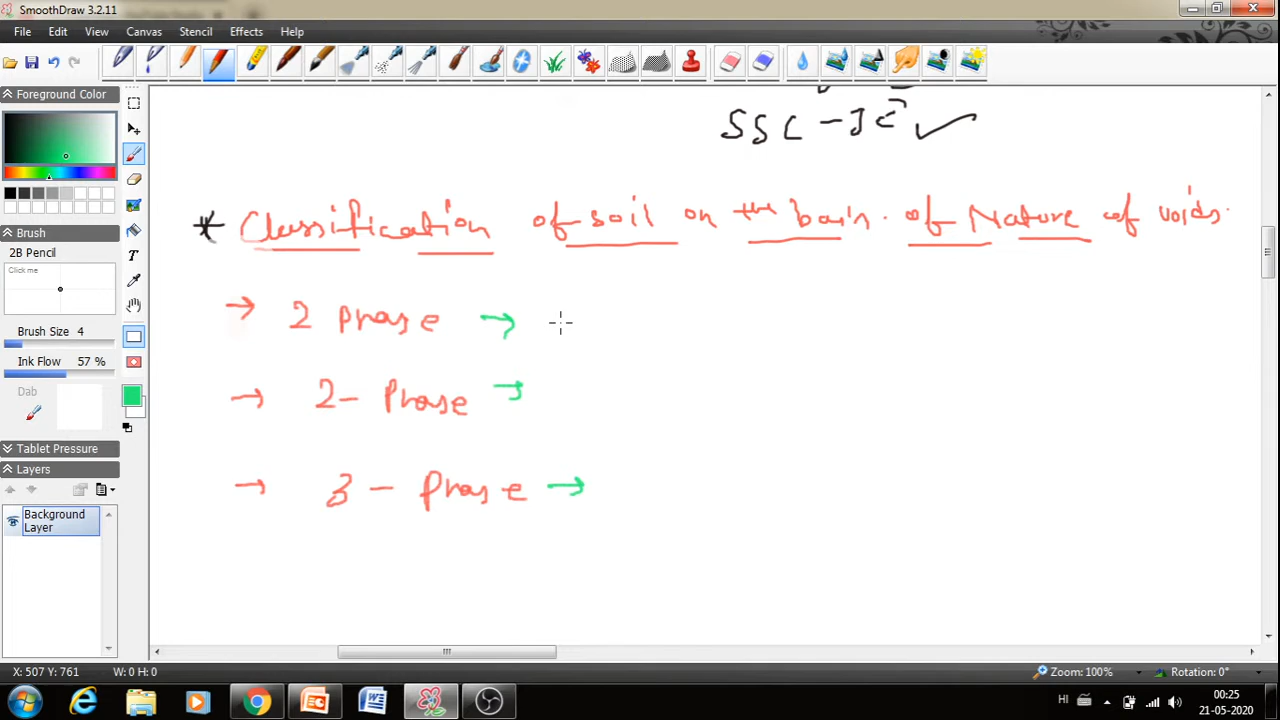 SmoothDraw 3.2.11
File Edit View Canvas Stencil Effects Help
Foreground Color
Brush
2B Pencil
Click me
Brush Size 4
Ink Flow 57 %
Dab
Tablet Pressure
Layers
Background Layer
SSC - JE
* Classification of soil on the basis of Nature of voids.
→ 2 Phase →
→ 2 - Phase →
→ 3 - Phase →
X: 507 Y: 761 W: 0 H: 0 Zoom: 100% Rotation: 0°
HI 00:25
21-05-2020